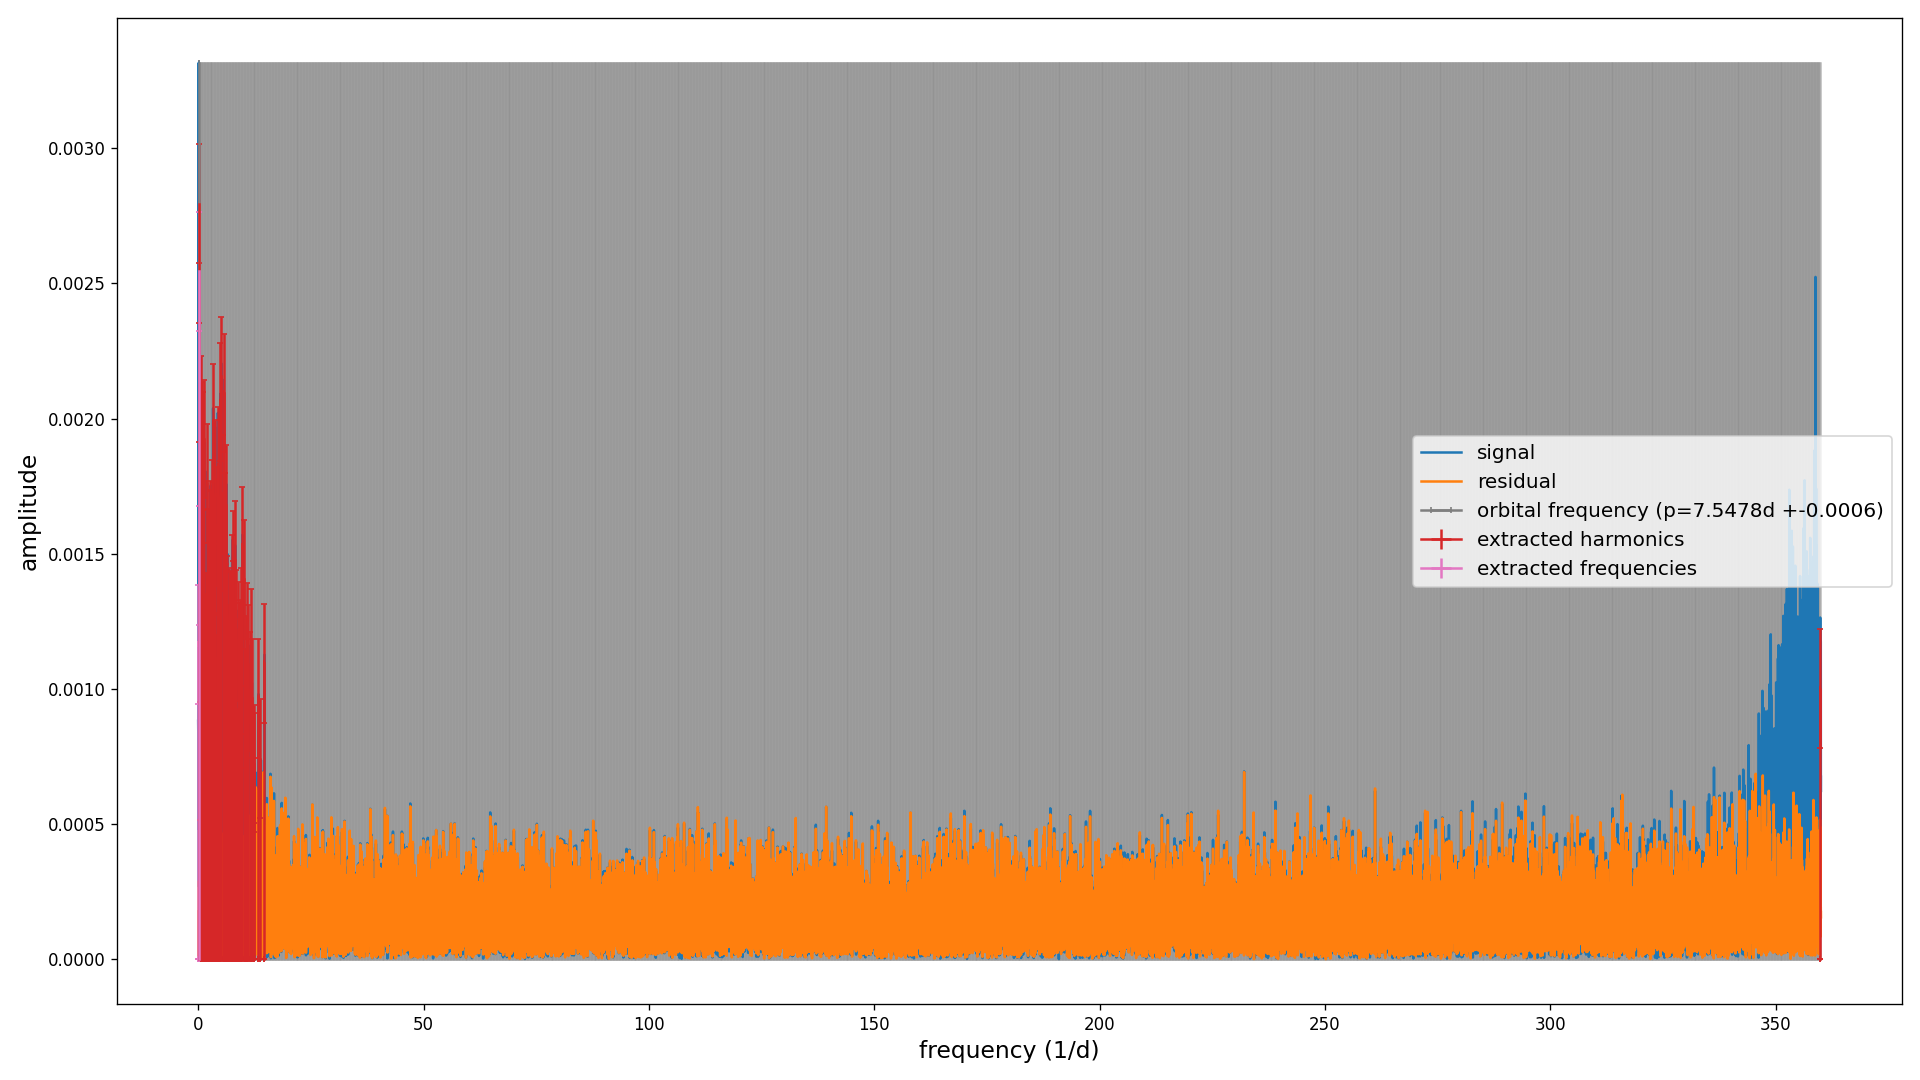 amplitude
0.0030
0.0025
0.0020
0.0015
0.0010
0.0005
0.0000
signal
residual
orbital frequency (p=7.5478d +-0.0006)
extracted harmonics
extracted frequencies
0 50 100 150 200 250 300 350
frequency (1/d)